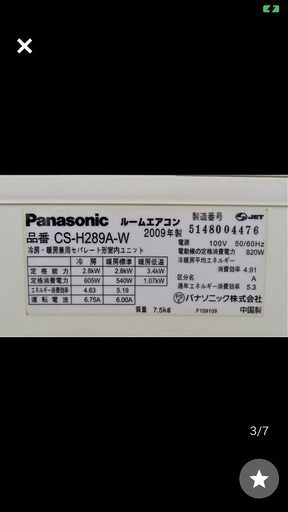 Panasonic ルームエアコン
品番 CS-H289A-W 2009年製
冷房・暖房兼用セパレート形室内ユニット
冷房 暖房標準 暖房低温
定格能力 2.8kW 2.8kW 3.4kW
定格消費電力 605W 540W 1.07kW
エネルギー消費効率 4.63 5.19
運転電流 6.75A 6.00A
質量 7.5kg
製造番号 JET
5148004476
電源 100V 50/60Hz
電動機の定格消費電力 820W
冷暖房平均エネルギー
消費効率 4.91
区分名 A
通年エネルギー消費効率 5.3
PS E パナソニック株式会社
F109109 中国製
3/7